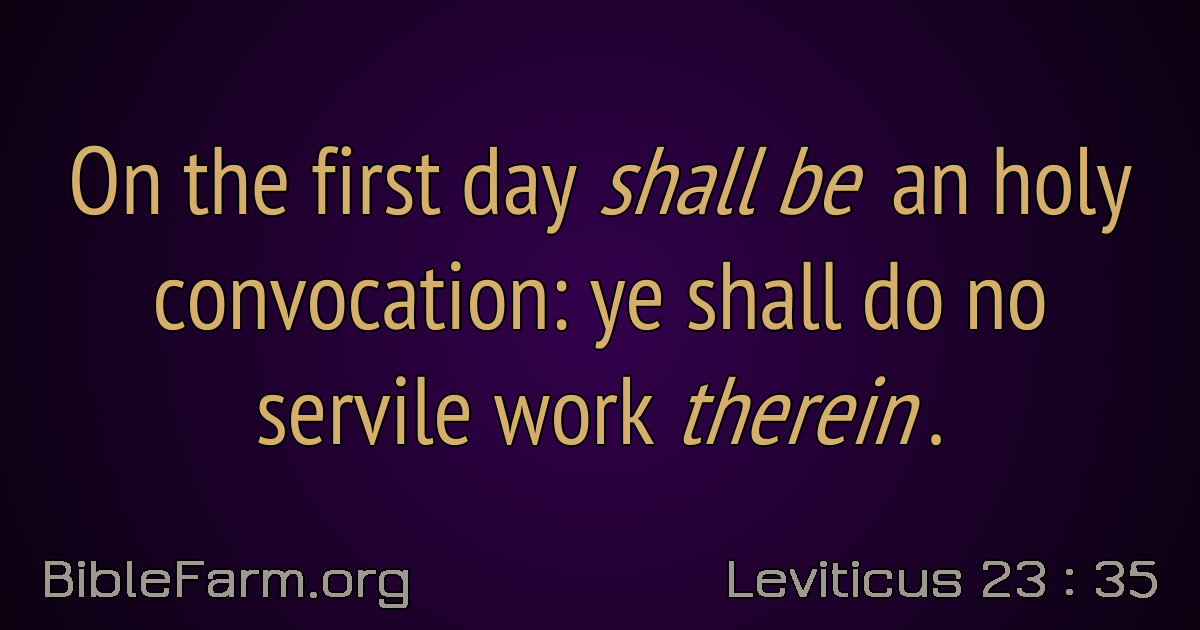 On the first day shall be an holy
convocation: ye shall do no
servile work therein.
BibleFarm.org
Leviticus 23 : 35